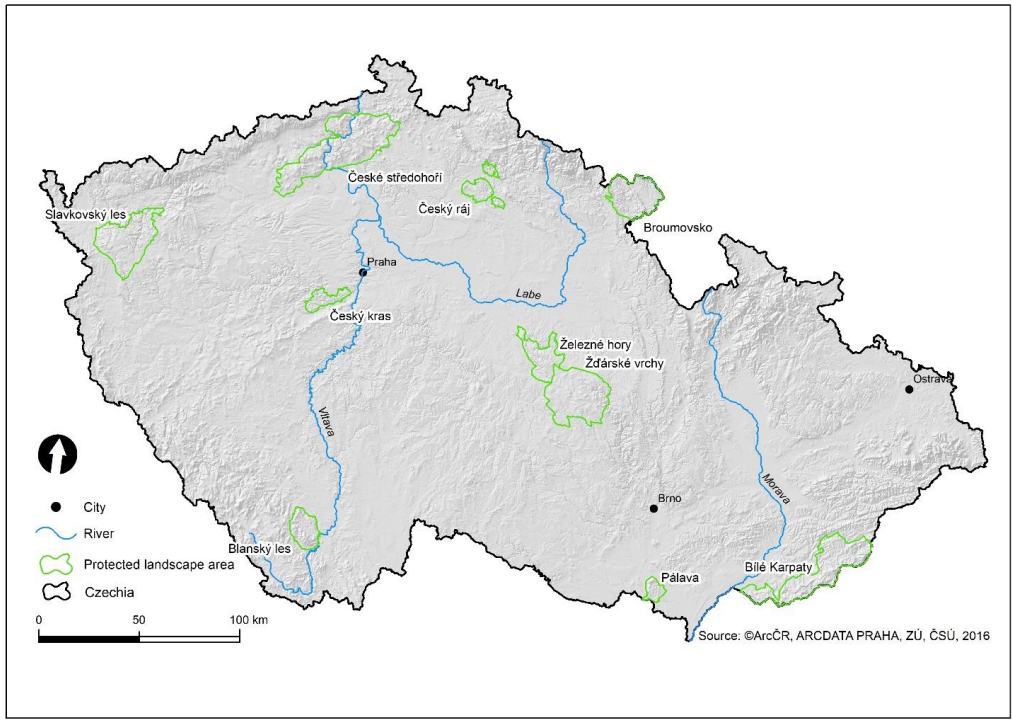 České středohoří
Český ráj
Slavkovský les
Broumovsko
Praha
Labe
Český kras
Železné hory
Žďárské vrchy
Ostrava
Vltava
Morava
Brno
Blanský les
Pálava
Bílé Karpaty
City
River
Protected landscape area
Czechia
0 50 100 km
Source: ©ArcČR, ARCDATA PRAHA, ZÚ, ČSÚ, 2016